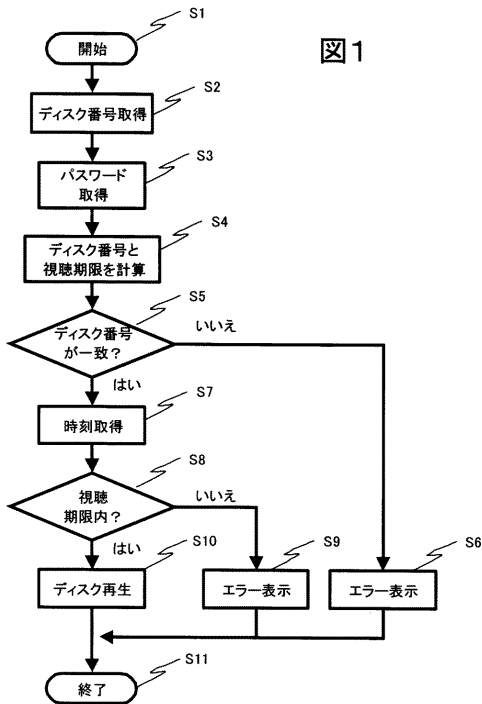 S1
開始
図1
S2
ディスク番号取得
S3
パスワード
取得
S4
ディスク番号と
視聴期限を計算
S5
ディスク番号
が一致？
いいえ
はい
S7
時刻取得
S8
視聴
期限内？
いいえ
はい
S10
ディスク再生
S9
エラー表示
S6
エラー表示
S11
終了